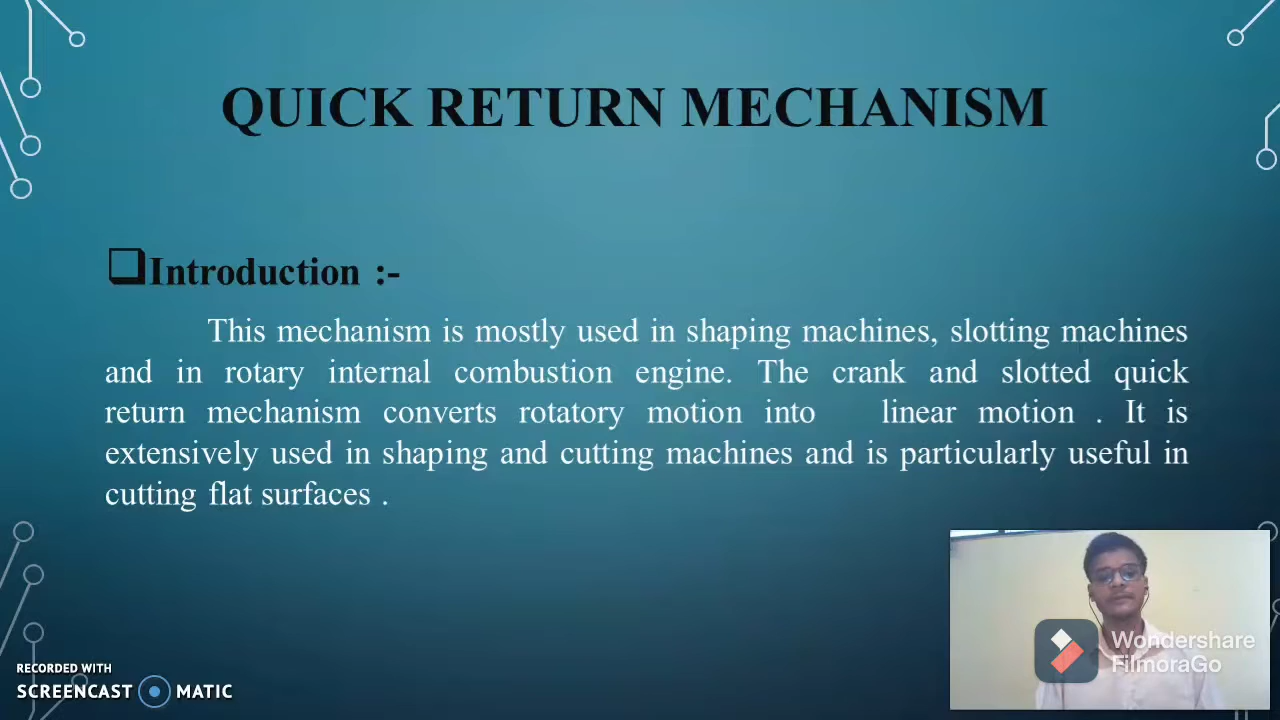 QUICK RETURN MECHANISM
Introduction :-
This mechanism is mostly used in shaping machines, slotting machines
and in rotary internal combustion engine. The crank and slotted quick
return mechanism converts rotatory motion into linear motion . It is
extensively used in shaping and cutting machines and is particularly useful in
cutting flat surfaces .
Wondershare
FilmoraGo
RECORDED WITH
SCREENCAST MATIC